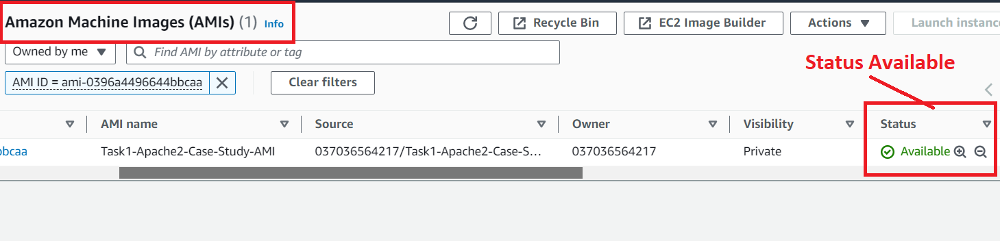 Amazon Machine Images (AMIs) (1) Info
Recycle Bin
EC2 Image Builder
Actions
Launch instanc
Owned by me
Find AMI by attribute or tag
Status Available
AMI ID = ami-0396a4496644bbcaa
Clear filters
AMI name Source Owner Visibility Status
bbcaa Task1-Apache2-Case-Study-AMI 037036564217/Task1-Apache2-Case-S... 037036564217 Private Available